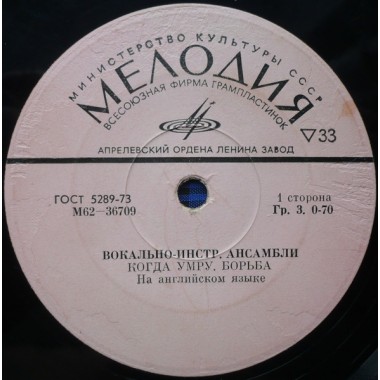 МИНИСТЕРСТВО КУЛЬТУРЫ СССР
МЕЛОДИЯ
ВСЕСОЮЗНАЯ ФИРМА ГРАМПЛАСТИНОК
▽33
АПРЕЛЕВСКИЙ ОРДЕНА ЛЕНИНА ЗАВОД
ГОСТ 5289-73
М62—36709
1 сторона
Гр. 3. 0-70
ВОКАЛЬНО-ИНСТР. АНСАМБЛИ
КОГДА УМРУ, БОРЬБА
На английском языке